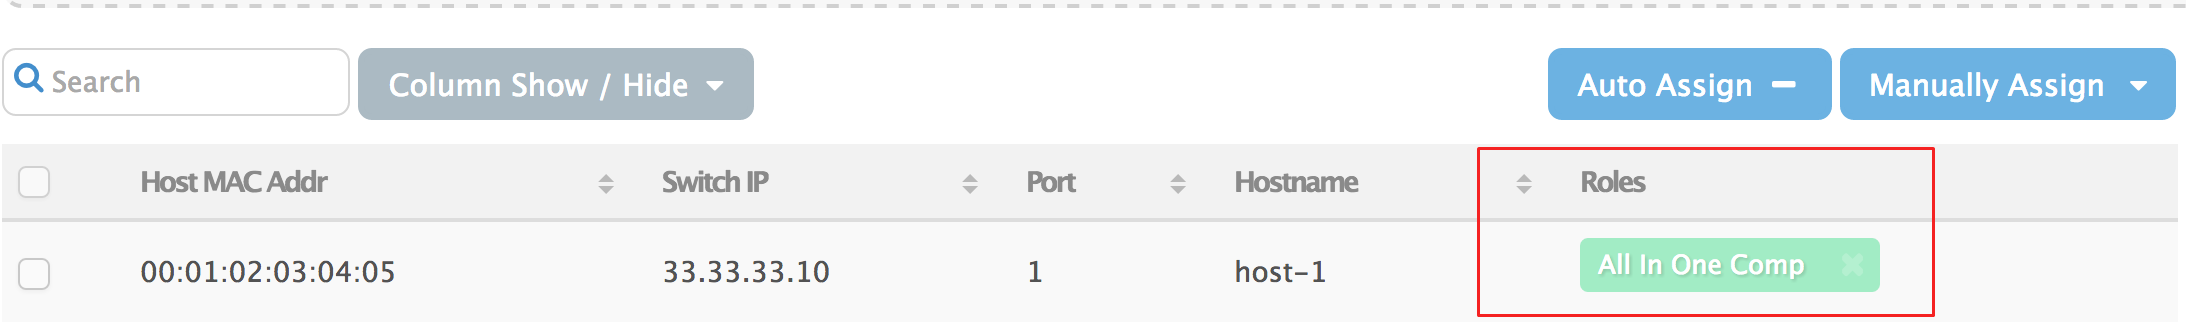 Search
Column Show / Hide
Auto Assign
Manually Assign
Host MAC Addr
Switch IP
Port
Hostname
Roles
00:01:02:03:04:05
33.33.33.10
1
host-1
All In One Comp